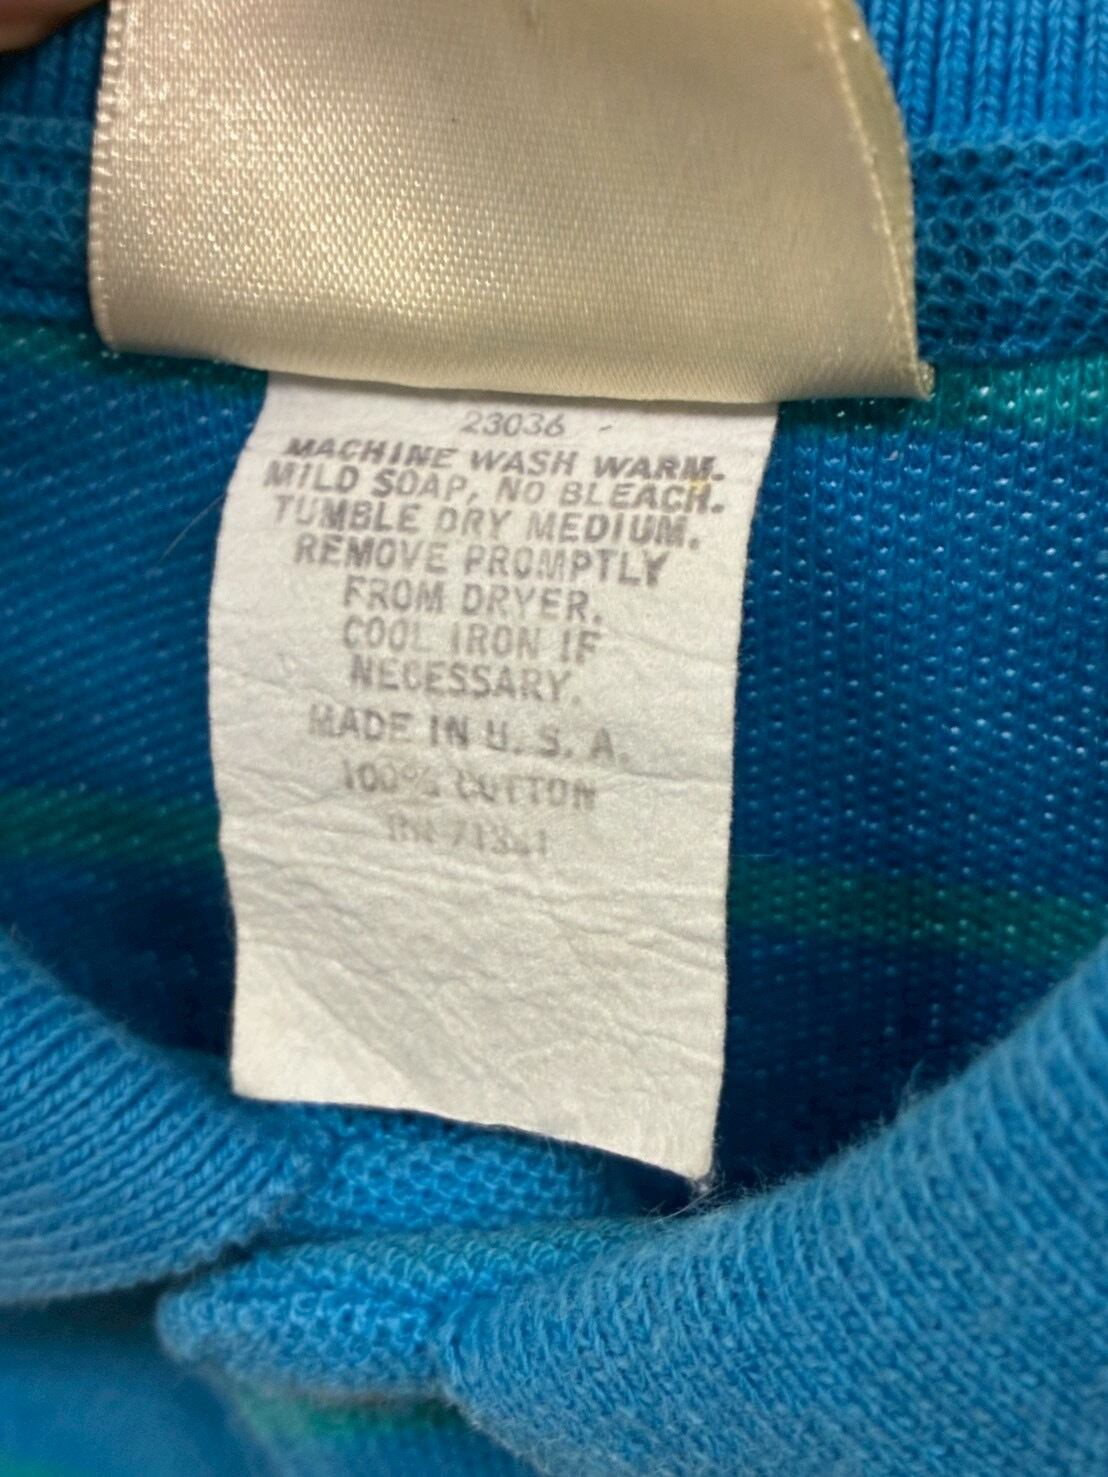 23036
MACHINE WASH WARM.
MILD SOAP, NO BLEACH.
TUMBLE DRY MEDIUM.
REMOVE PROMPTLY
FROM DRYER.
COOL IRON IF
NECESSARY.
MADE IN U. S. A.
100% COTTON